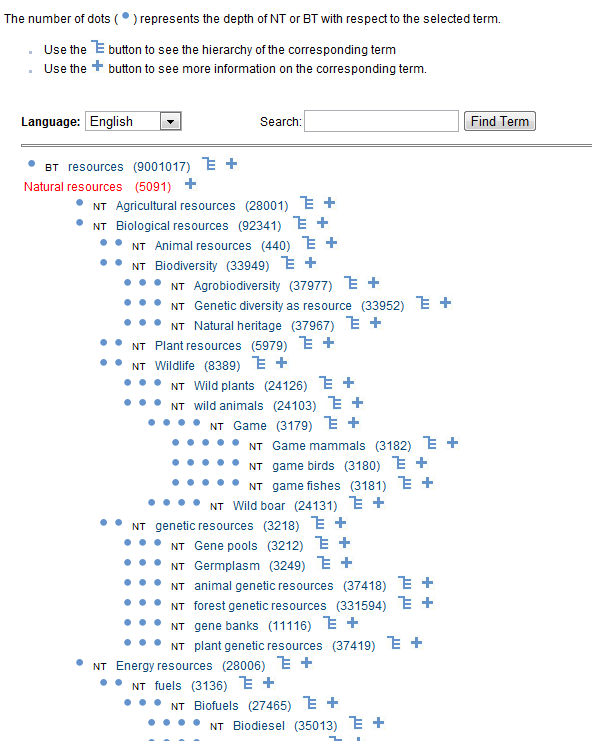 The number of dots ( ) represents the depth of NT or BT with respect to the selected term.
Use the button to see the hierarchy of the corresponding term
Use the button to see more information on the corresponding term.
Language: English Search: Find Term
BT resources (9001017)
Natural resources (5091)
NT Agricultural resources (28001)
NT Biological resources (92341)
NT Animal resources (440)
NT Biodiversity (33949)
NT Agrobiodiversity (37977)
NT Genetic diversity as resource (33952)
NT Natural heritage (37967)
NT Plant resources (5979)
NT Wildlife (8389)
NT Wild plants (24126)
NT wild animals (24103)
NT Game (3179)
NT Game mammals (3182)
NT game birds (3180)
NT game fishes (3181)
NT Wild boar (24131)
NT genetic resources (3218)
NT Gene pools (3212)
NT Germplasm (3249)
NT animal genetic resources (37418)
NT forest genetic resources (331594)
NT gene banks (11116)
NT plant genetic resources (37419)
NT Energy resources (28006)
NT fuels (3136)
NT Biofuels (27465)
NT Biodiesel (35013)